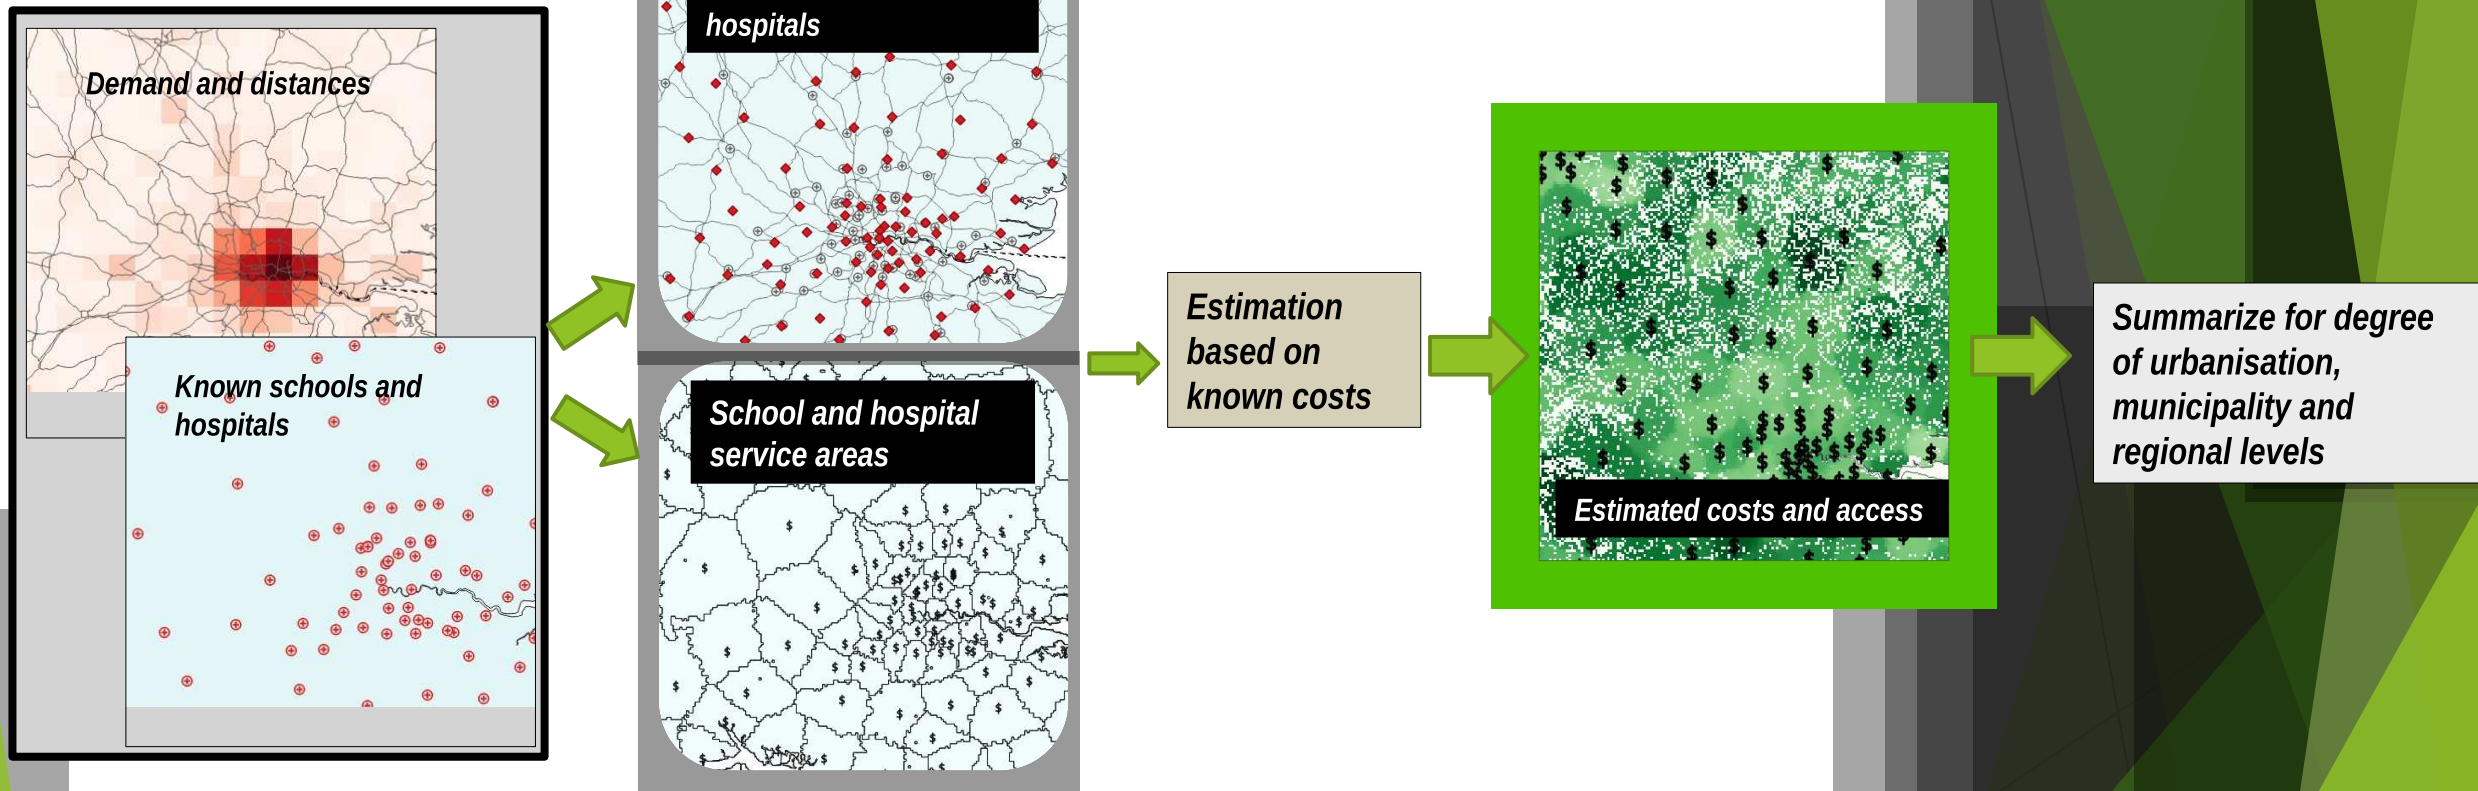 Demand and distances
Known schools and
hospitals
hospitals
School and hospital
service areas
Estimation
based on
known costs
Estimated costs and access
Summarize for degree
of urbanisation,
municipality and
regional levels